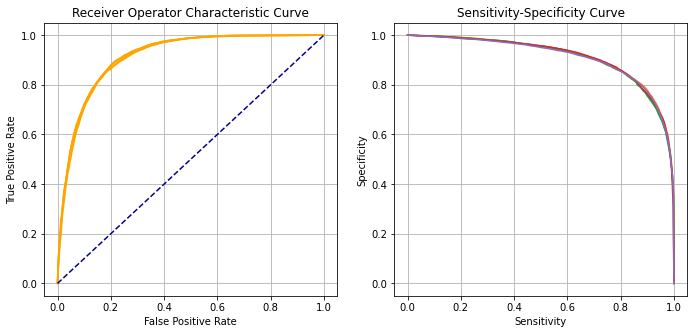 Receiver Operator Characteristic Curve
True Positive Rate
1.0
0.8
0.6
0.4
0.2
0.0
0.0 0.2 0.4 0.6 0.8 1.0
False Positive Rate
Sensitivity-Specificity Curve
Specificity
1.0
0.8
0.6
0.4
0.2
0.0
0.0 0.2 0.4 0.6 0.8 1.0
Sensitivity